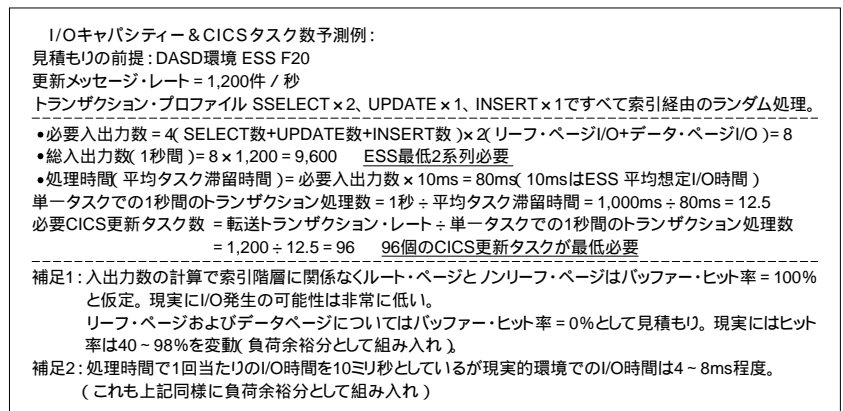 I/Oキャパシティー＆CICSタスク数予測例：
見積もりの前提：DASD環境 ESS F20
更新メッセージ・レート = 1,200件 / 秒
トランザクション・プロファイル SSELECT×2、UPDATE×1、INSERT×1ですべて索引経由のランダム処理。
•必要入出力数 = 4( SELECT数+UPDATE数+INSERT数 )×2( リーフ・ページI/O+データ・ページI/O )= 8
•総入出力数( 1秒間 )= 8 × 1,200 = 9,600 ESS最低2系列必要
•処理時間( 平均タスク滞留時間 )= 必要入出力数 × 10ms = 80ms( 10msはESS 平均想定I/O時間 )
単一タスクでの1秒間のトランザクション処理数 = 1秒 ÷ 平均タスク滞留時間 = 1,000ms ÷ 80ms = 12.5
必要CICS更新タスク数 = 転送トランザクション・レート ÷ 単一タスクでの1秒間のトランザクション処理数
= 1,200 ÷ 12.5 = 96 96個のCICS更新タスクが最低必要
補足1：入出力数の計算で索引階層に関係なくルート・ページとノンリーフ・ページはバッファー・ヒット率 = 100%
と仮定。現実にI/O発生の可能性は非常に低い。
リーフ・ページおよびデータページについてはバッファー・ヒット率 = 0%として見積もり。現実にはヒット
率は40 ~ 98%を変動( 負荷余裕分として組み入れ )。
補足2：処理時間で1回当たりのI/O時間を10ミリ秒としているが現実的環境でのI/O時間は4 ~ 8ms程度。
( これも上記同様に負荷余裕分として組み入れ )